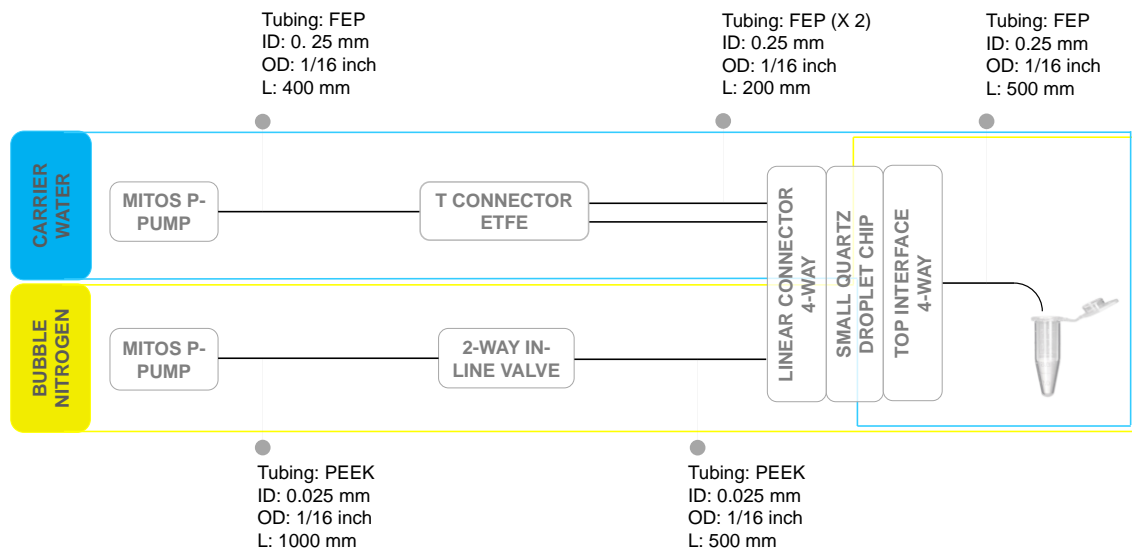 Tubing: FEP
ID: 0. 25 mm
OD: 1/16 inch
L: 400 mm
Tubing: FEP (X 2)
ID: 0.25 mm
OD: 1/16 inch
L: 200 mm
Tubing: FEP
ID: 0.25 mm
OD: 1/16 inch
L: 500 mm
CARRIER
WATER
MITOS P-
PUMP
T CONNECTOR
ETFE
LINEAR CONNECTOR
4-WAY
SMALL QUARTZ
DROPLET CHIP
TOP INTERFACE
4-WAY
BUBBLE
NITROGEN
MITOS P-
PUMP
2-WAY IN-
LINE VALVE
Tubing: PEEK
ID: 0.025 mm
OD: 1/16 inch
L: 1000 mm
Tubing: PEEK
ID: 0.025 mm
OD: 1/16 inch
L: 500 mm